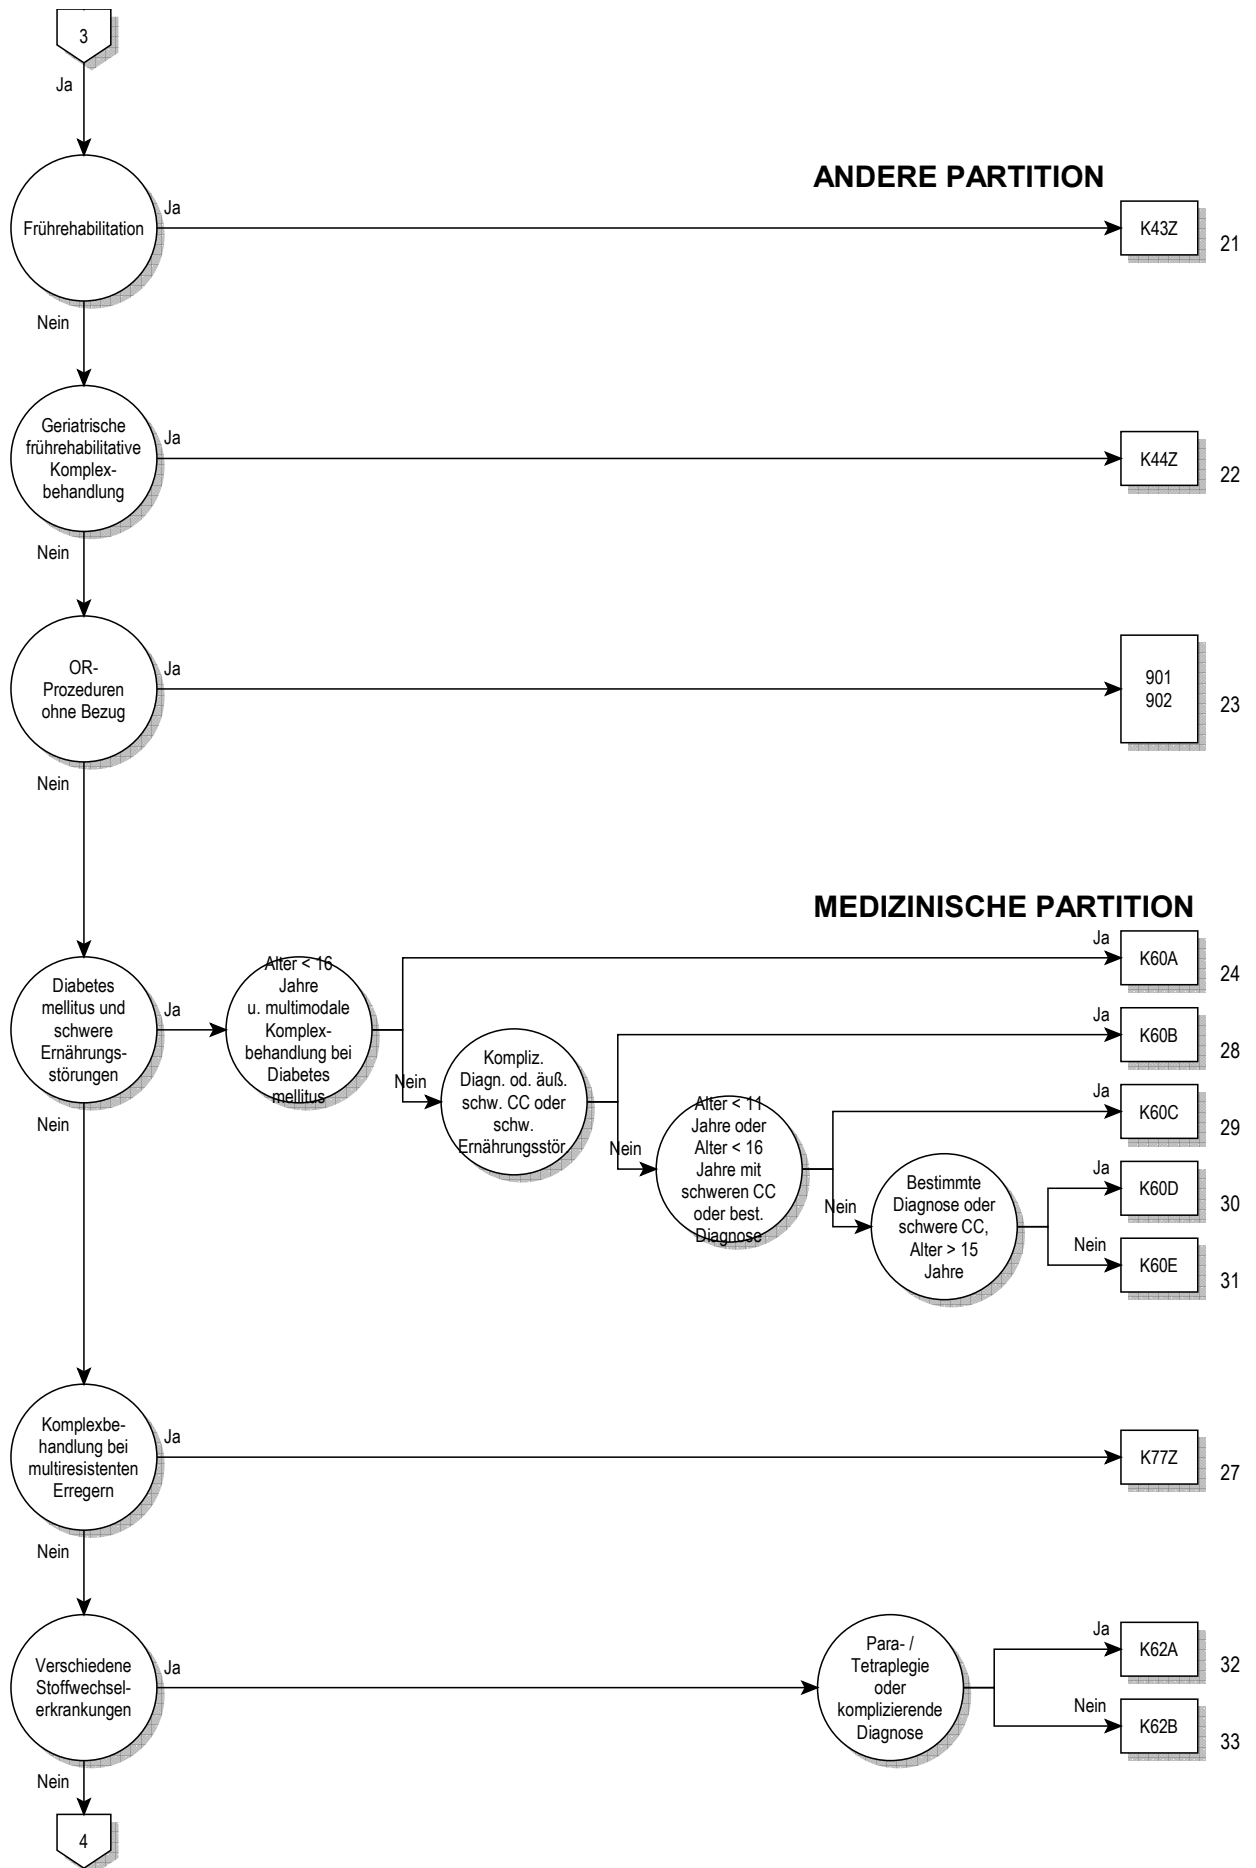 3
Ja
ANDERE PARTITION
Frührehabilitation
Ja
K43Z
21
Nein
Geriatrische
frührehabilitative
Komplex-
behandlung
Ja
K44Z
22
Nein
OR-
Prozeduren
ohne Bezug
Ja
901
902
23
Nein
MEDIZINISCHE PARTITION
Diabetes
mellitus und
schwere
Ernährungs-
störungen
Ja
Alter < 16
Jahre
u. multimodale
Komplex-
behandlung bei
Diabetes
mellitus
Ja
K60A
24
Nein
Kompliz.
Diagn. od. äuß.
schw. CC oder
schw.
Ernährungsstör.
Ja
K60B
28
Nein
Alter < 11
Jahre oder
Alter < 16
Jahre mit
schweren CC
oder best.
Diagnose
Ja
K60C
29
Nein
Bestimmte
Diagnose oder
schwere CC,
Alter > 15
Jahre
Ja
K60D
30
Nein
K60E
31
Nein
Komplexbe-
handlung bei
multiresistenten
Erregern
Ja
K77Z
27
Nein
Verschiedene
Stoffwechsel-
erkrankungen
Ja
Para- /
Tetraplegie
oder
komplizierende
Diagnose
Ja
K62A
32
Nein
K62B
33
Nein
4